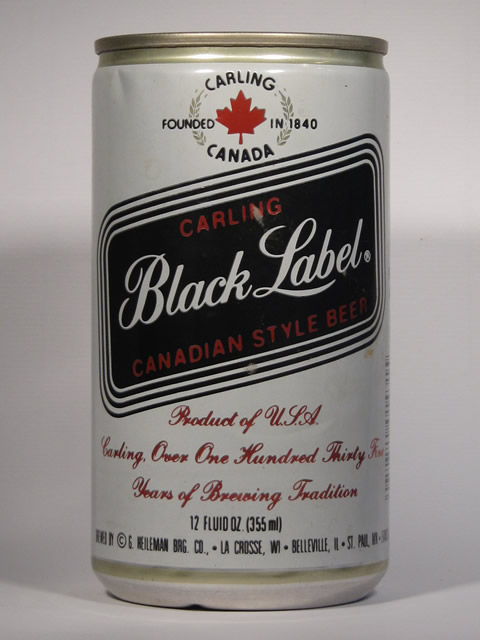 CARLING
FOUNDED IN 1840
CANADA
CARLING
Black Label®
CANADIAN STYLE BEER
Product of U.S.A.
Carling, Over One Hundred Thirty
Years of Brewing Tradition
12 FLUID OZ. (355 ml)
BREWED BY © G. HEILEMAN BRG. CO., • LA CROSSE, WI • BELLEVILLE, IL • ST. PAUL, MN •